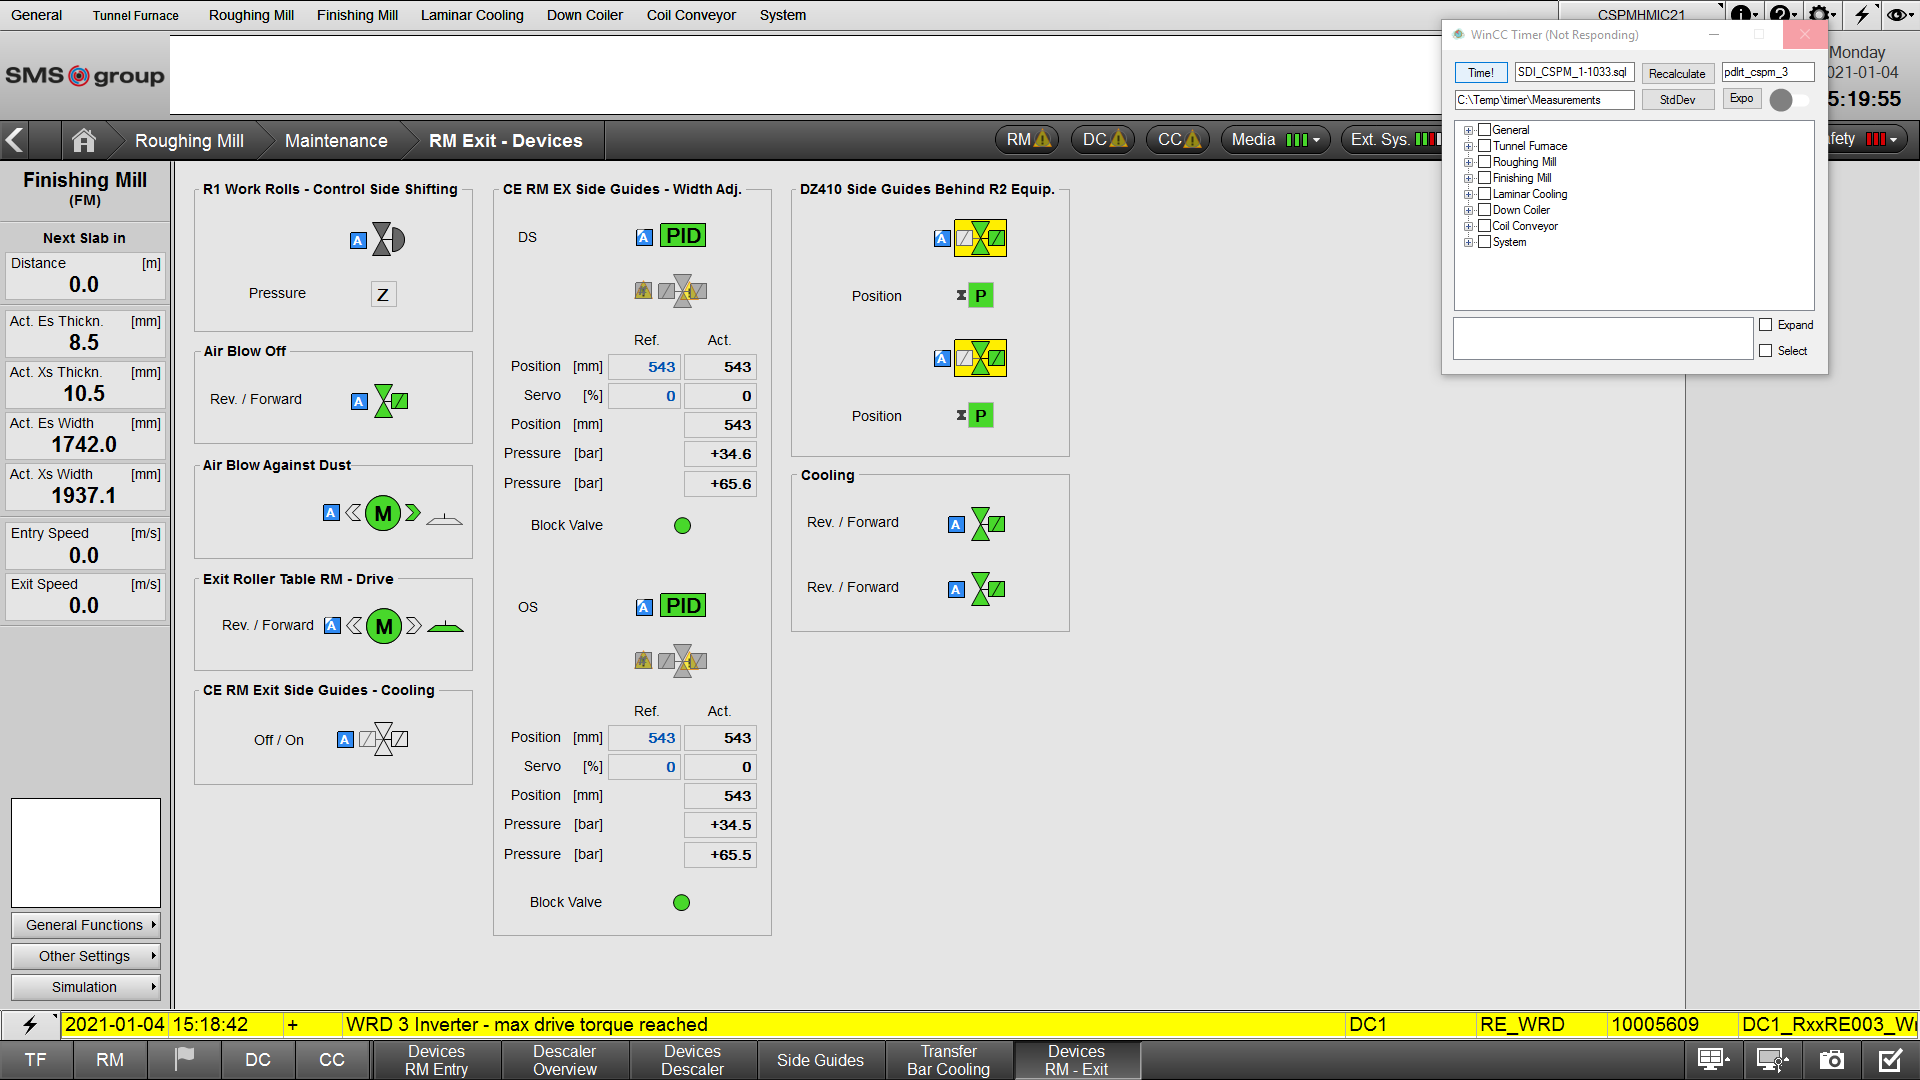 General Tunnel Furnace Roughing Mill Finishing Mill Laminar Cooling Down Coiler Coil Conveyor System CSPMHMIC21
SMS group
Monday
021-01-04
5:19:55
Roughing Mill Maintenance RM Exit - Devices RM DC CC Media Ext. Sys. afety
WinCC Timer (Not Responding)
Time! SDI_CSPM_1-1033.sql Recalculate pdlrt_cspm_3
C:\Temp\timer\Measurements StdDev Expo
General
Tunnel Furnace
Roughing Mill
Finishing Mill
Laminar Cooling
Down Coiler
Coil Conveyor
System
Expand
Select
Finishing Mill
(FM)
Next Slab in
Distance [m]
0.0
Act. Es Thickn. [mm]
8.5
Act. Xs Thickn. [mm]
10.5
Act. Es Width [mm]
1742.0
Act. Xs Width [mm]
1937.1
Entry Speed [m/s]
0.0
Exit Speed [m/s]
0.0
General Functions
Other Settings
Simulation
R1 Work Rolls - Control Side Shifting
A
Pressure Z
Air Blow Off
Rev. / Forward A
Air Blow Against Dust
A M
Exit Roller Table RM - Drive
Rev. / Forward A M
CE RM Exit Side Guides - Cooling
Off / On A
CE RM EX Side Guides - Width Adj.
DS A PID
Ref. Act.
Position [mm] 543 543
Servo [%] 0 0
Position [mm] 543
Pressure [bar] +34.6
Pressure [bar] +65.6
Block Valve
OS A PID
Ref. Act.
Position [mm] 543 543
Servo [%] 0 0
Position [mm] 543
Pressure [bar] +34.5
Pressure [bar] +65.5
Block Valve
DZ410 Side Guides Behind R2 Equip.
A
Position P
A
Position P
Cooling
Rev. / Forward A
Rev. / Forward A
2021-01-04 15:18:42 + WRD 3 Inverter - max drive torque reached DC1 RE_WRD 10005609 DC1_RxxRE003_Wr
TF RM DC CC
Devices
RM Entry
Descaler
Overview
Devices
Descaler
Side Guides
Transfer
Bar Cooling
Devices
RM - Exit